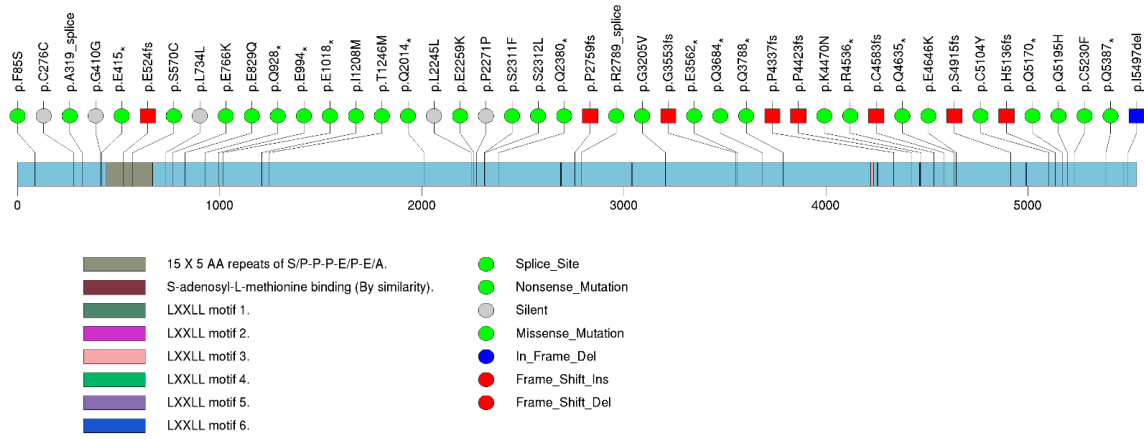 p.F85S
p.C276C
p.A319_splice
p.G410G
p.E415*
p.E524fs
p.S570C
p.L734L
p.E766K
p.E829Q
p.Q928*
p.E994*
p.E1018*
p.I1208M
p.T1246M
p.Q2014*
p.L2245L
p.E2259K
p.P2271P
p.S2311F
p.S2312L
p.Q2380*
p.P2759fs
p.R2789_splice
p.G3205V
p.G3553fs
p.E3562*
p.Q3684*
p.Q3788*
p.P4337fs
p.P4423fs
p.K4470N
p.R4536*
p.C4583fs
p.Q4635*
p.E4646K
p.S4915fs
p.C5104Y
p.H5136fs
p.Q5170*
p.Q5195H
p.C5230F
p.Q5387*
p.I5497del
0 1000 2000 3000 4000 5000
15 X 5 AA repeats of S/P-P-P-E/P-E/A.
S-adenosyl-L-methionine binding (By similarity).
LXXLL motif 1.
LXXLL motif 2.
LXXLL motif 3.
LXXLL motif 4.
LXXLL motif 5.
LXXLL motif 6.
Splice_Site
Nonsense_Mutation
Silent
Missense_Mutation
In_Frame_Del
Frame_Shift_Ins
Frame_Shift_Del